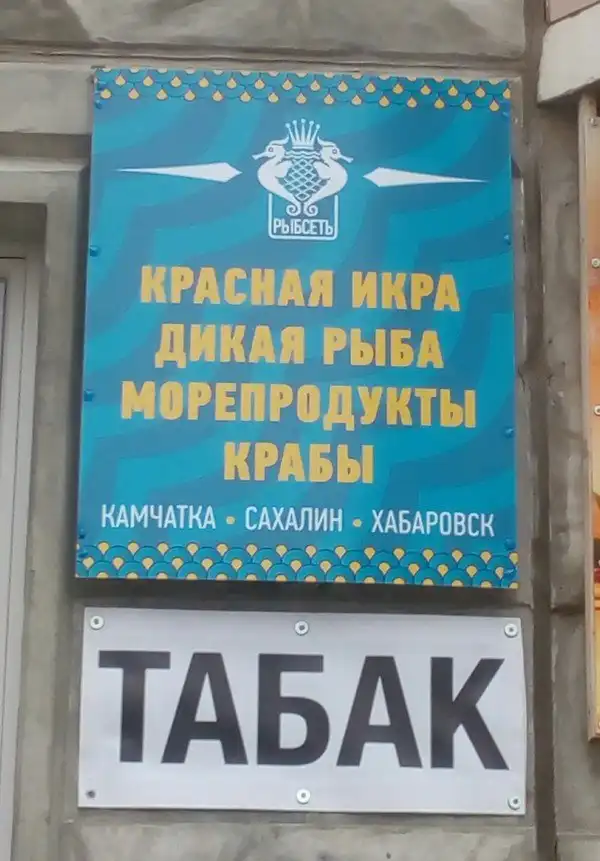 РЫБСЕТЬ
КРАСНАЯ ИКРА
ДИКАЯ РЫБА
МОРЕПРОДУКТЫ
КРАБЫ
КАМЧАТКА • САХАЛИН • ХАБАРОВСК
ТАБАК